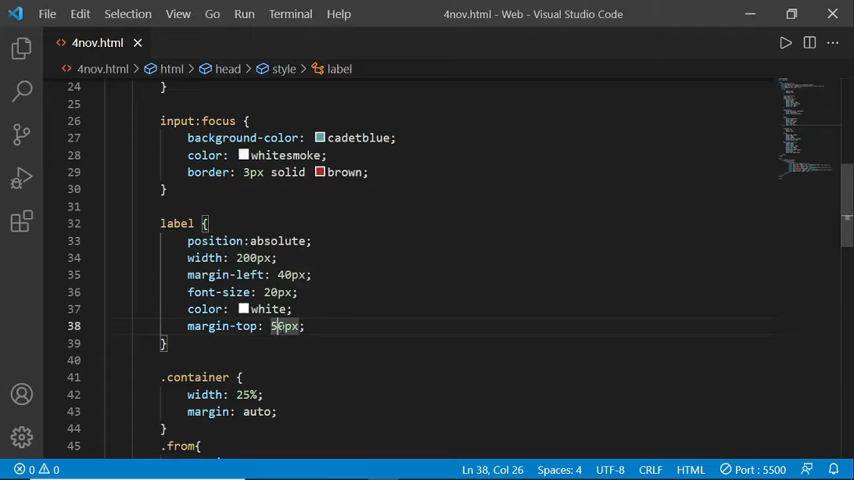 File Edit Selection View Go Run Terminal Help 4nov.html - Web - Visual Studio Code
4nov.html
4nov.html > html > head > style > label
24 }
25
26 input:focus {
27 background-color: cadetblue;
28 color: whitesmoke;
29 border: 3px solid brown;
30 }
31
32 label {
33 position:absolute;
34 width: 200px;
35 margin-left: 40px;
36 font-size: 20px;
37 color: white;
38 margin-top: 50px;
39 }
40
41 .container {
42 width: 25%;
43 margin: auto;
44 }
45 .from{
0 0 Ln 38, Col 26 Spaces: 4 UTF-8 CRLF HTML Port : 5500